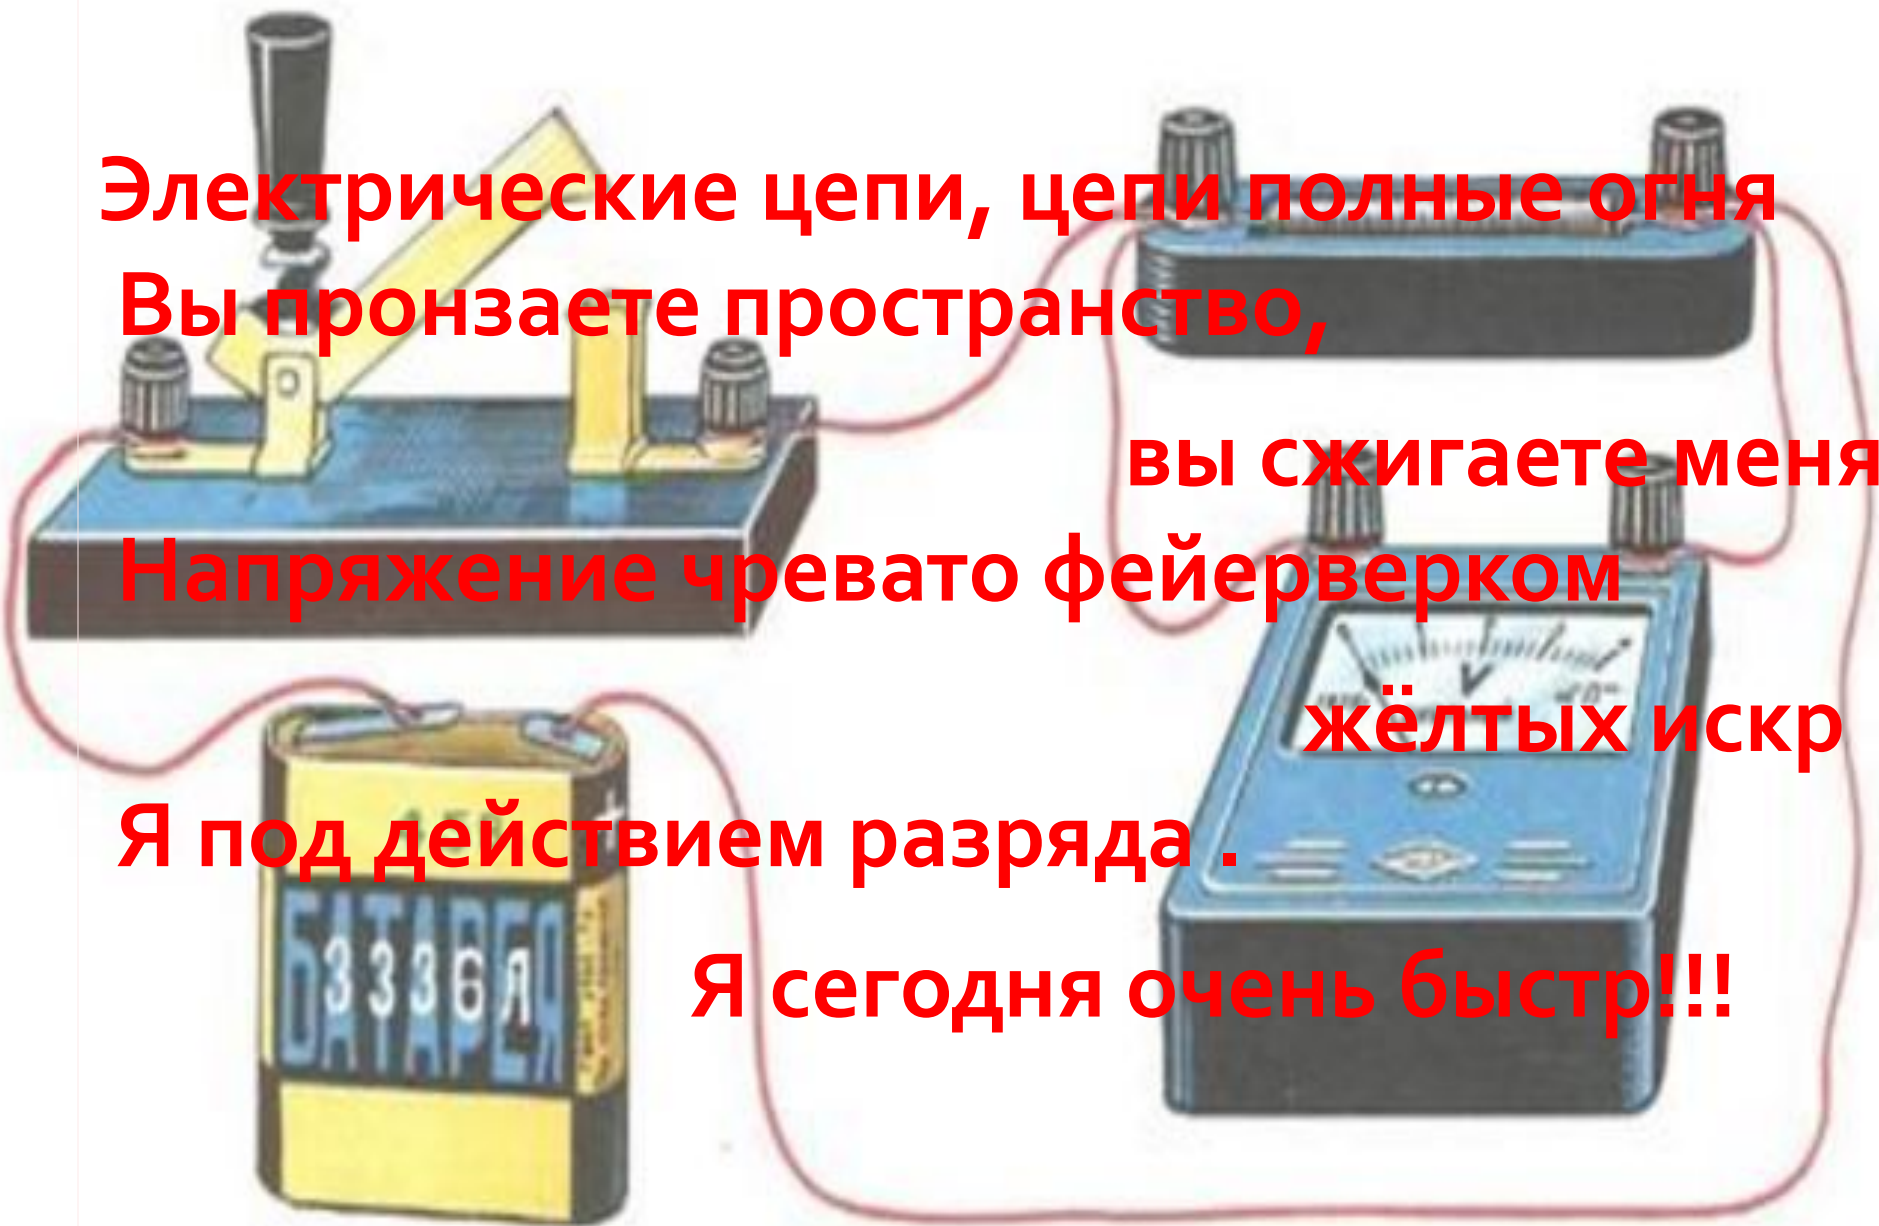 Электрические цепи, цепи полные огня
Вы пронзаете пространство,
вы сжигаете меня
Напряжение чревато фейерверком
V
жёлтых искр
Я под действием разряда .
БАТАРЕЯ
3336Л
Я сегодня очень быстр!!!